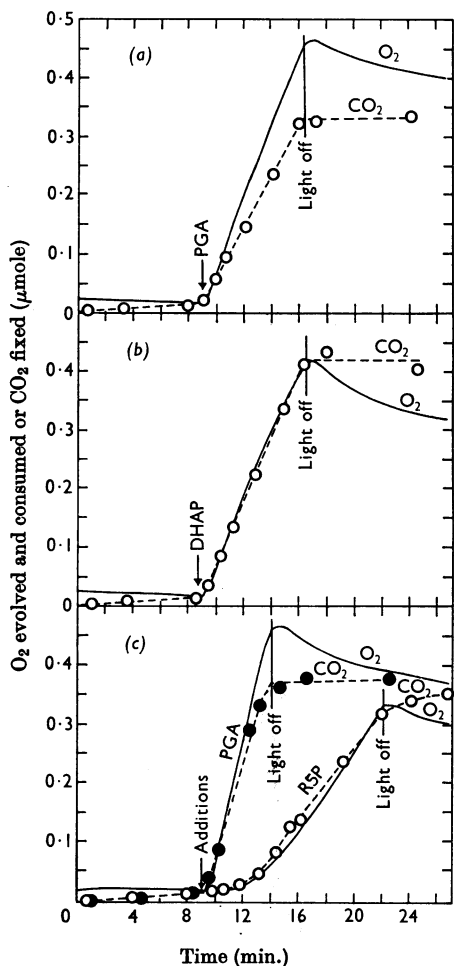 0·5
(a)
O2
0·4
CO2
0·3
Light off
0·2
PGA
0·1
0
(b)
CO2
0·4
O2
0·3
Light off
0·2
DHAP
0·1
0
(c)
O2
0·4
CO2
CO2
O2
0·3
PGA
Light off
Light off
R5P
0·2
Additions
0·1
0 4 8 12 16 20 24
Time (min.)
O2 evolved and consumed or CO2 fixed (μmole)